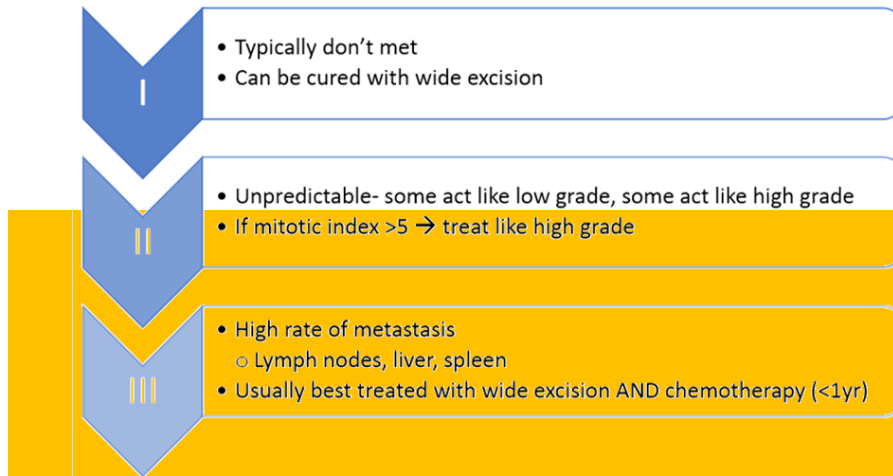 I
• Typically don’t met
• Can be cured with wide excision
II
• Unpredictable- some act like low grade, some act like high grade
• If mitotic index >5 → treat like high grade
III
• High rate of metastasis
○ Lymph nodes, liver, spleen
• Usually best treated with wide excision AND chemotherapy (<1yr)